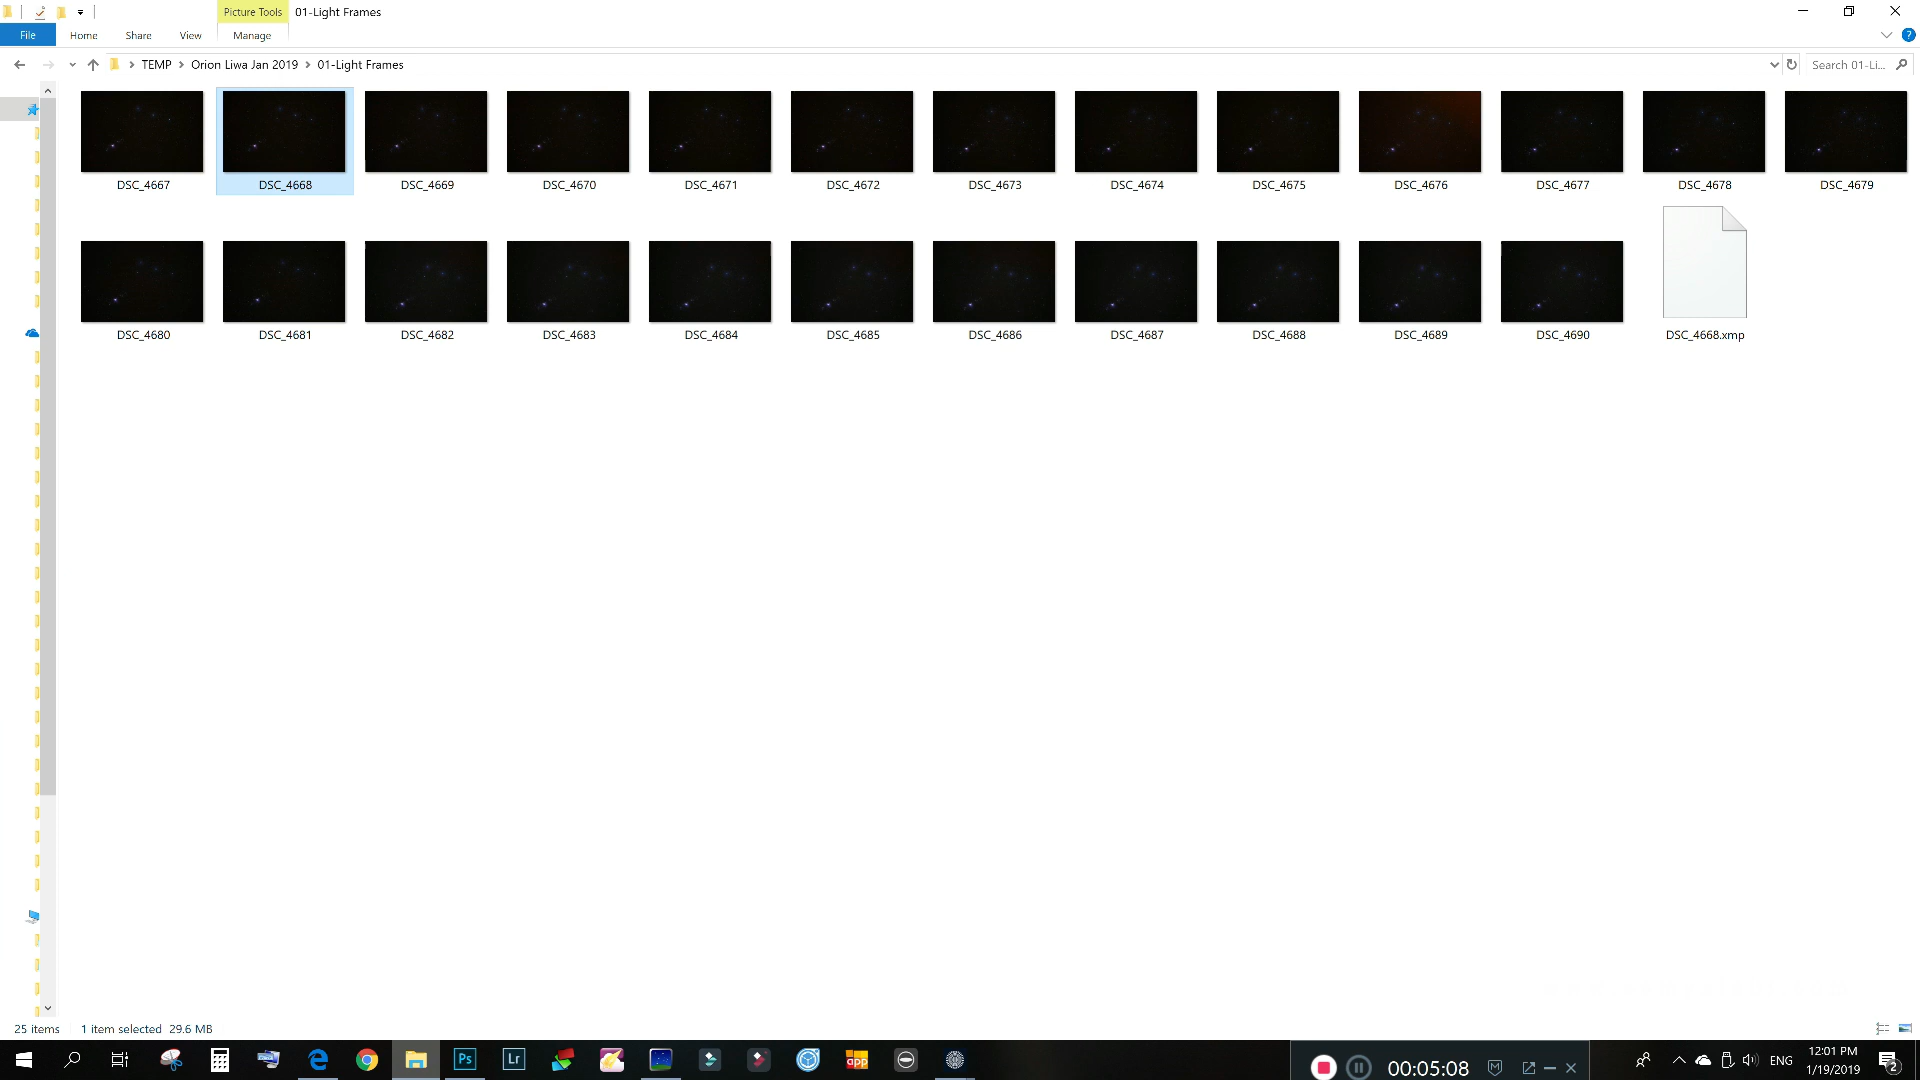 Picture Tools 01-Light Frames
File Home Share View Manage
TEMP Orion Liwa Jan 2019 01-Light Frames Search 01-Li...
DSC_4667 DSC_4668 DSC_4669 DSC_4670 DSC_4671 DSC_4672 DSC_4673 DSC_4674 DSC_4675 DSC_4676 DSC_4677 DSC_4678 DSC_4679
DSC_4680 DSC_4681 DSC_4682 DSC_4683 DSC_4684 DSC_4685 DSC_4686 DSC_4687 DSC_4688 DSC_4689 DSC_4690 DSC_4668.xmp
25 items 1 item selected 29.6 MB
Ps Lr app 00:05:08 ENG 12:01 PM
1/19/2019 2